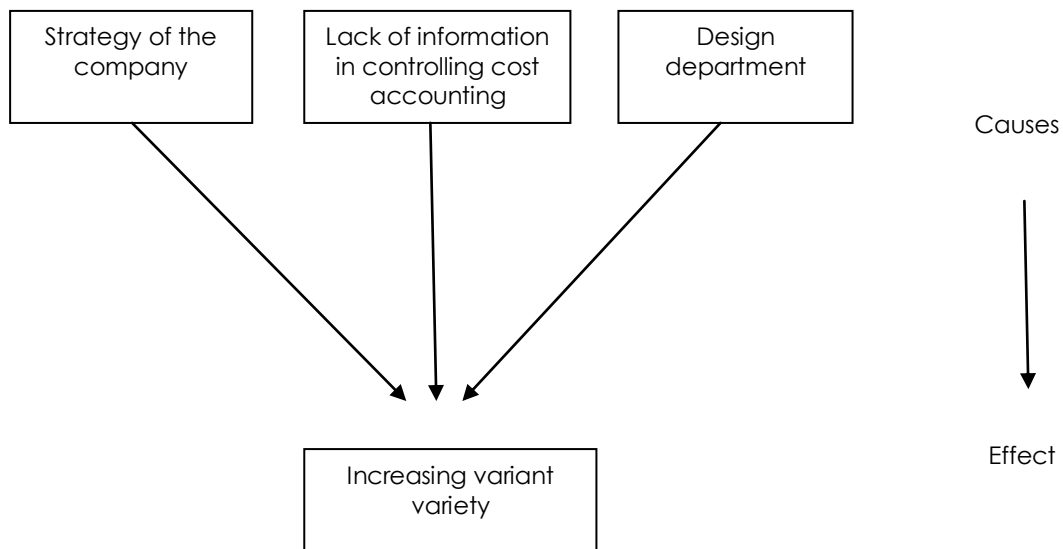 Strategy of the
company
Lack of information
in controlling cost
accounting
Design
department
Causes
Effect
Increasing variant
variety